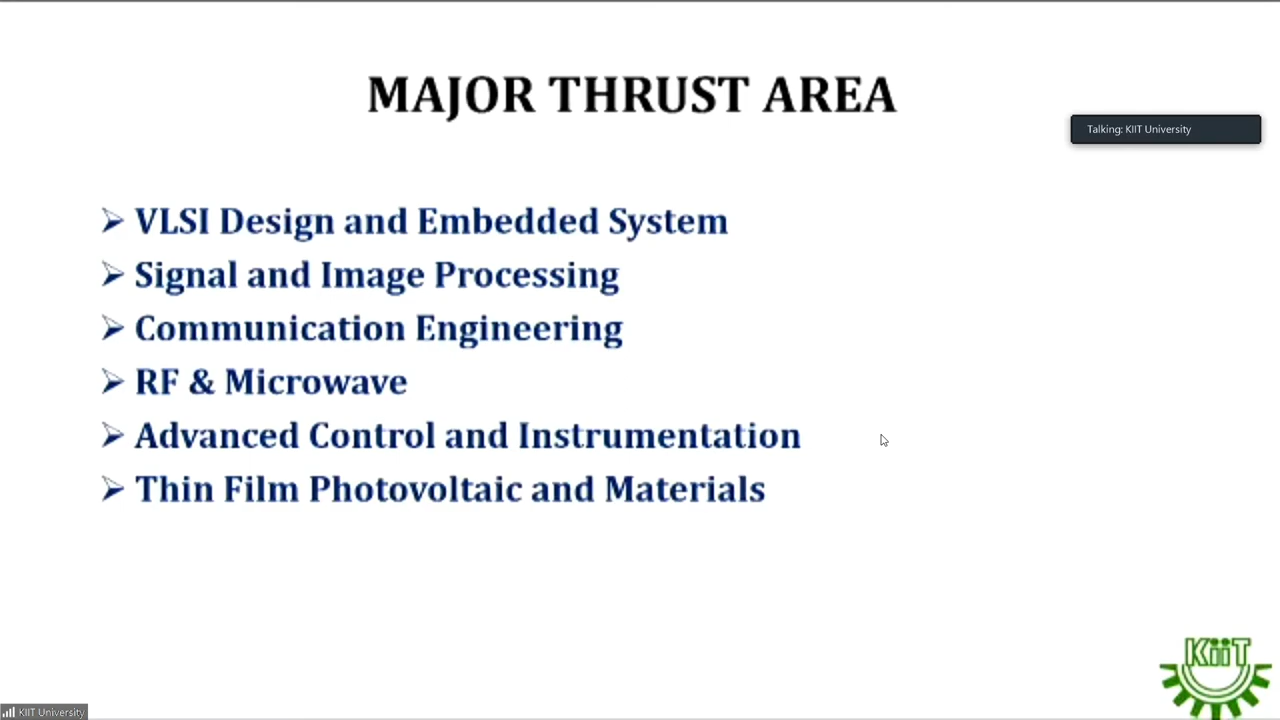 MAJOR THRUST AREA
Talking: KIIT University
VLSI Design and Embedded System
Signal and Image Processing
Communication Engineering
RF & Microwave
Advanced Control and Instrumentation
Thin Film Photovoltaic and Materials
KiiT
KIIT University